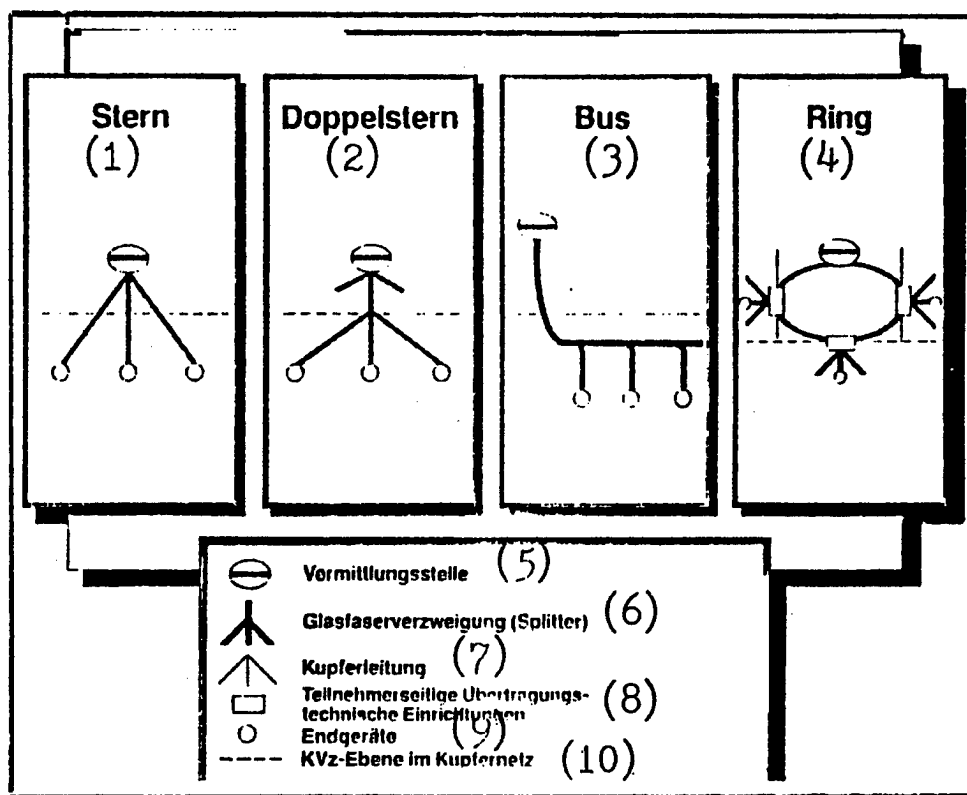 Stern
(1)
Doppelstern
(2)
Bus
(3)
Ring
(4)
Vormittlungsstelle (5)
Glasfaserverzweigung (Splitter) (6)
Kupferleitung (7)
Teilnehmerseitige Übertragungs-
technische Einrichtungen (8)
Endgeräte (9)
KVz-Ebene im Kupfernetz (10)